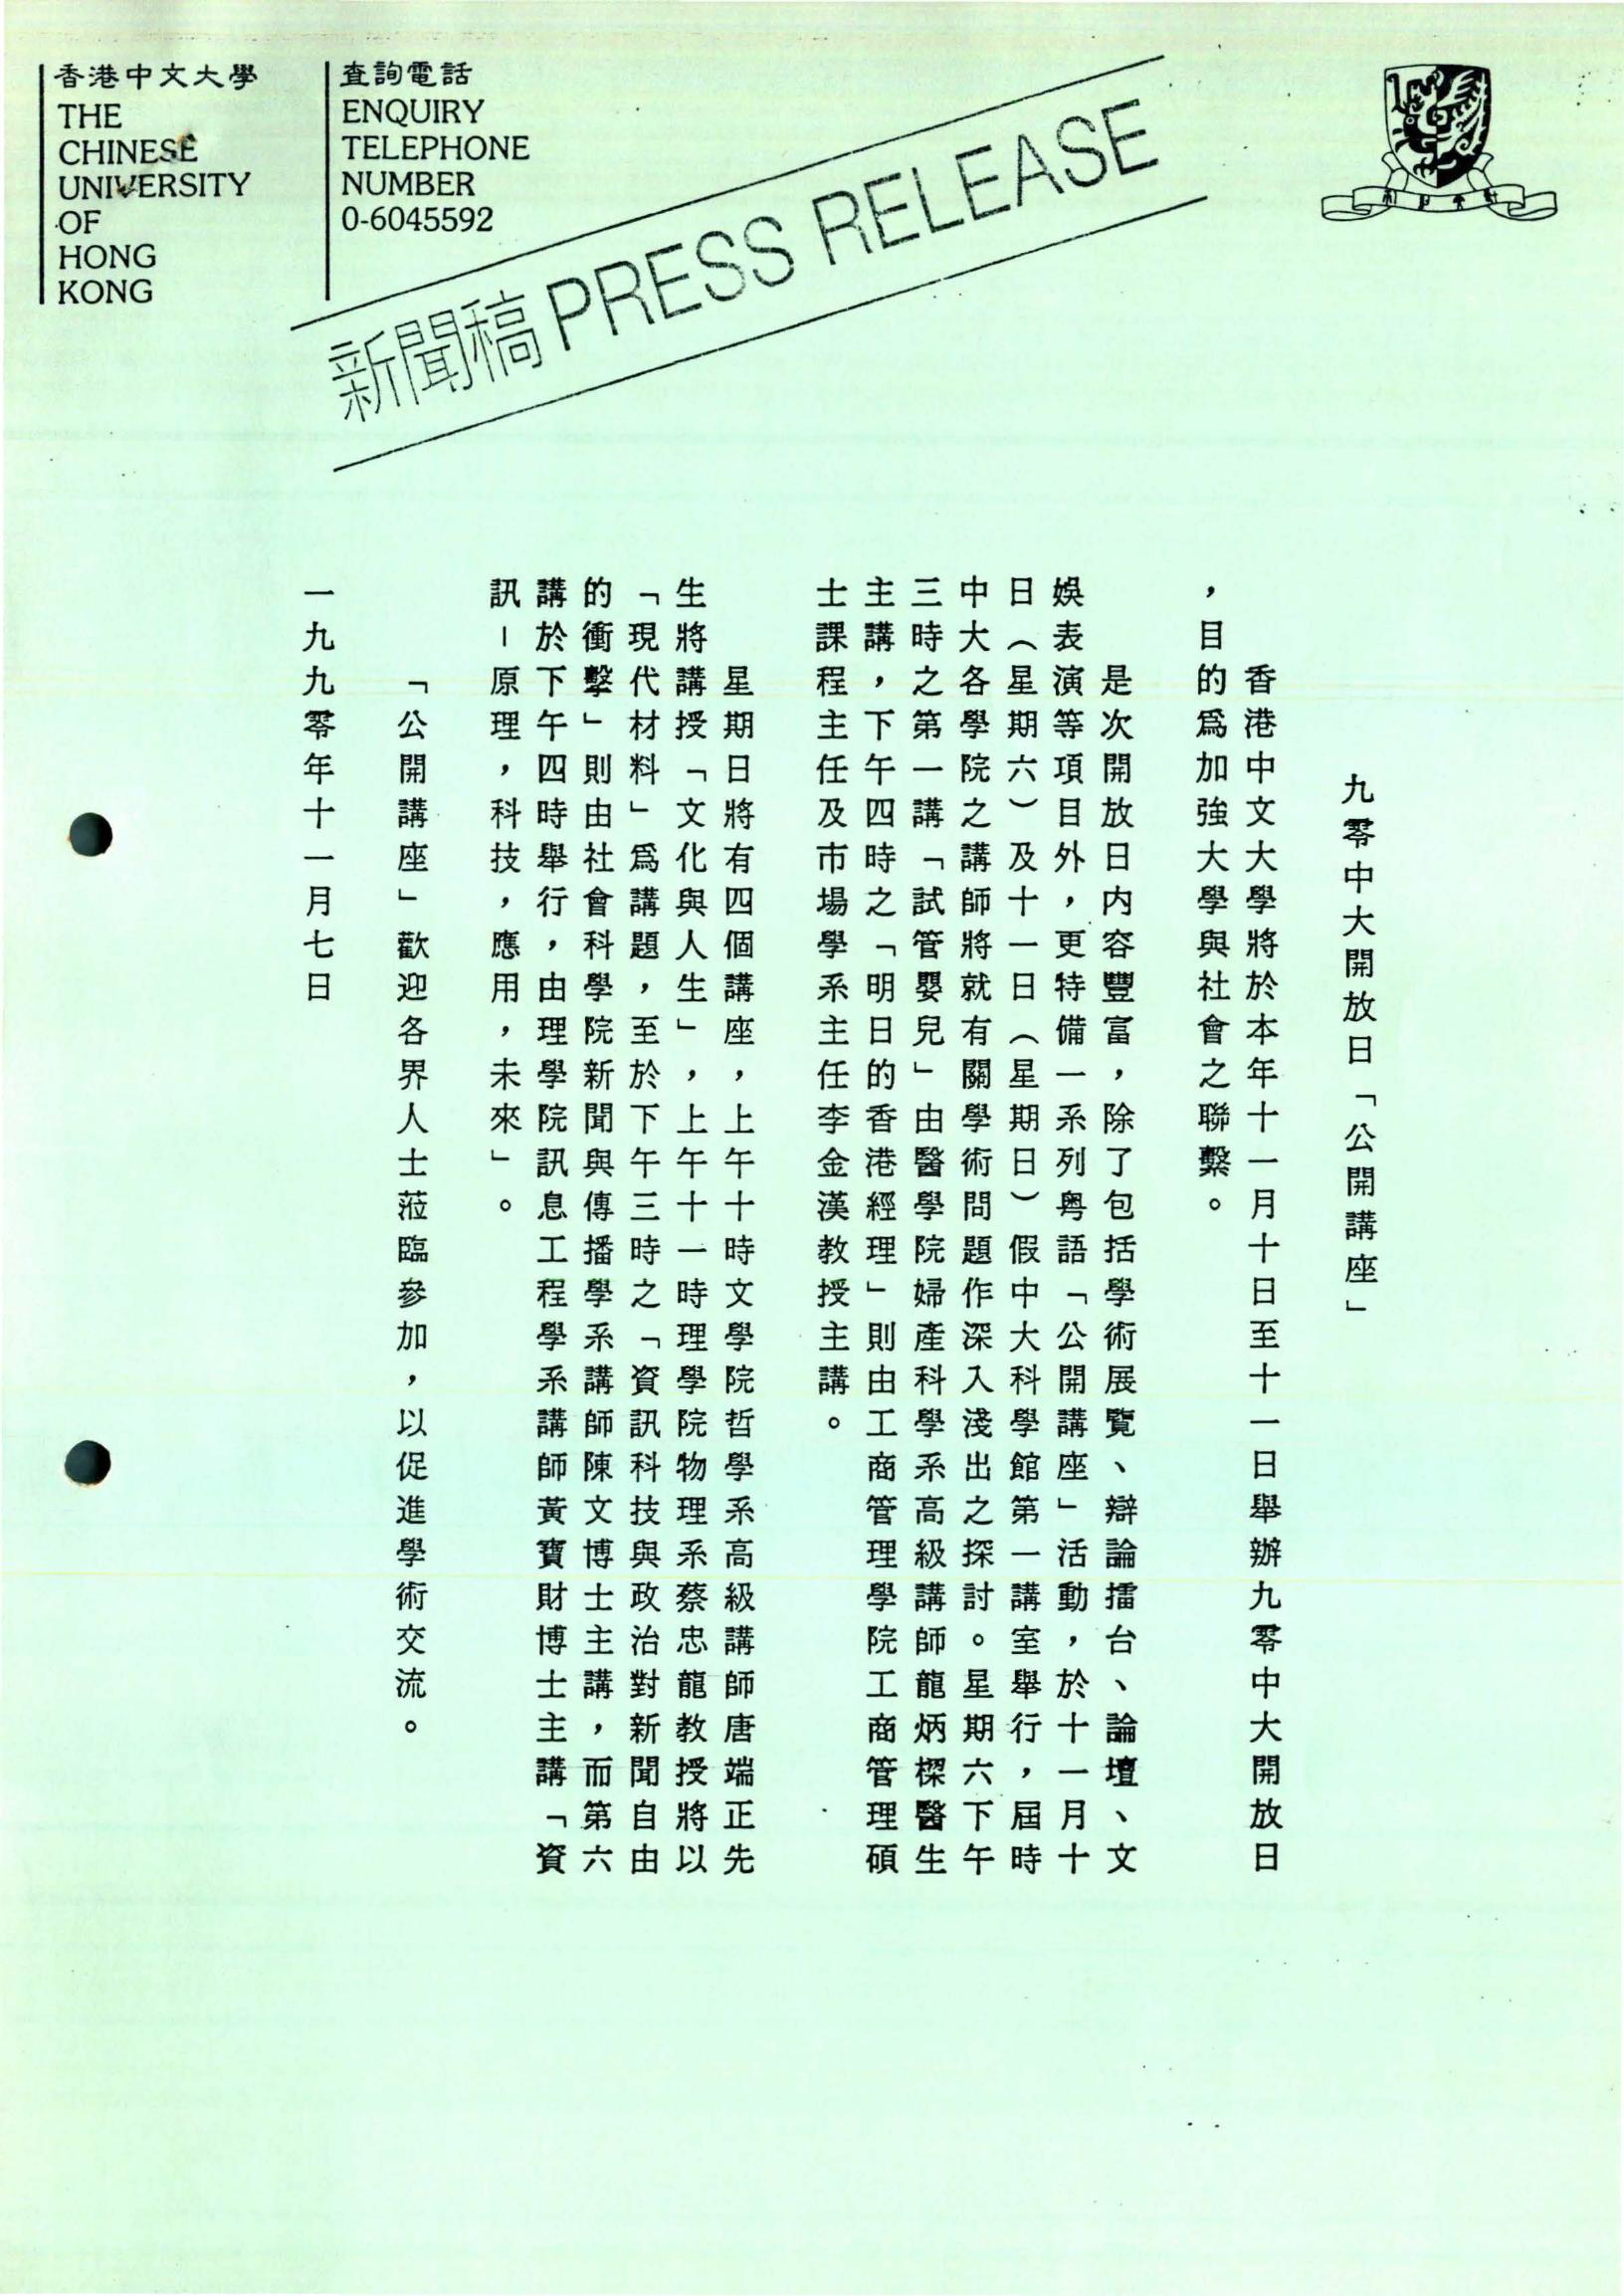 香港中文大學
THE
CHINESE
UNIVERSITY
OF
HONG
KONG
查詢電話
ENQUIRY
TELEPHONE
NUMBER
0-6045592
新聞稿 PRESS RELEASE
九零中大開放日「公開講座」
香港中文大學將於本年十一月十日至十一日舉辦九零中大開放日
，目的為加強大學與社會之聯繫。
是次開放日內容豐富，除了包括學術展覽、辯論擂台、論壇、文
娛表演等項目外，更特備一系列粵語「公開講座」活動，於十一月十
日（星期六）及十一日（星期日）假中大科學館第一講室舉行，屆時
中大各學院之講師將就有關學術問題作深入淺出之探討。星期六下午
三時之第一講「試管嬰兒」由醫學院婦產科學系高級講師龍炳樑醫生
主講，下午四時之「明日的香港經理」則由工商管理學院工商管理碩
士課程主任及市場學系主任李金漢教授主講。
星期日將有四個講座，上午十時文學院哲學系高級講師唐端正先
生將講授「文化與人生」，上午十一時理學院物理系蔡忠龍教授將以
「現代材料」為講題，至於下午三時之「資訊科技與政治對新聞自由
的衝擊」則由社會科學院新聞與傳播學系講師陳文博士主講，而第六
講於下午四時舉行，由理學院訊息工程學系講師黃寶財博士主講「資
訊－原理，科技，應用，未來」。
「公開講座」歡迎各界人士蒞臨參加，以促進學術交流。
一九九零年十一月七日